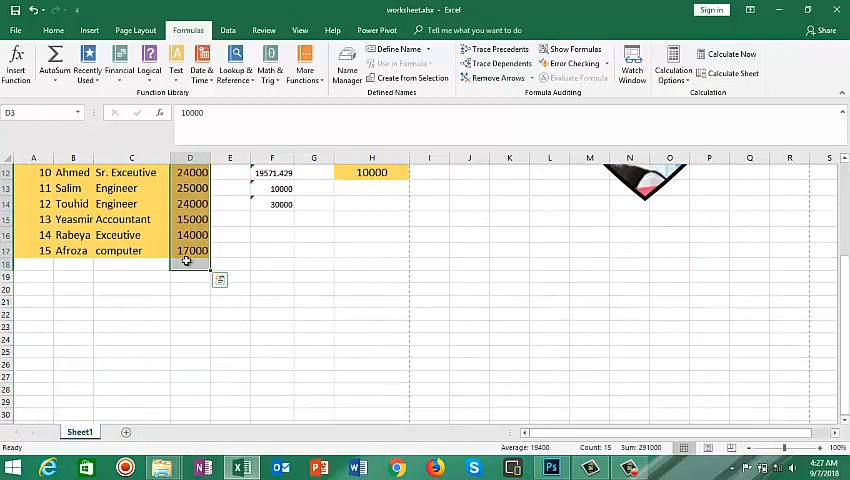 worksheet.xlsx - Excel
Sign in
File Home Insert Page Layout Formulas Data Review View Help Power Pivot Tell me what you want to do Share
Insert Function
AutoSum
Recently Used
Financial
Logical
Text
Date & Time
Lookup & Reference
Math & Trig
More Functions
Function Library
Name Manager
Define Name
Use in Formula
Create from Selection
Defined Names
Trace Precedents
Trace Dependents
Remove Arrows
Show Formulas
Error Checking
Evaluate Formula
Formula Auditing
Watch Window
Calculation Options
Calculate Now
Calculate Sheet
Calculation
D3 fx 10000
A B C D E F G H I J K L M N O P Q R S
12 10 Ahmed Sr. Exceutive 24000 19571.429 10000
13 11 Salim Engineer 25000 10000
14 12 Touhid Engineer 24000 30000
15 13 Yeasmir Accountant 15000
16 14 Rabeya Exceutive 14000
17 15 Afroza computer 17000
18
19
20
21
22
23
24
25
26
27
28
29
30
Sheet1
Ready Average: 19400 Count: 15 Sum: 291000 100%
4:27 AM
9/7/2018